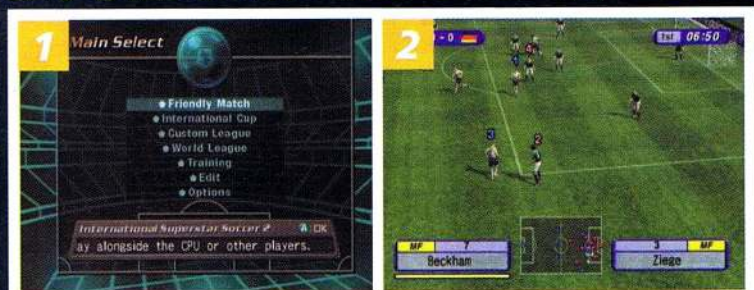 1
Main Select
Friendly Match
International Cup
Custom League
World League
Training
Edit
Options
International Superstar Soccer 2
A:OK
ay alongside the CPU or other players.
2
- 0
1st 06:50
3
2
MF 7
Beckham
3 MF
Ziege